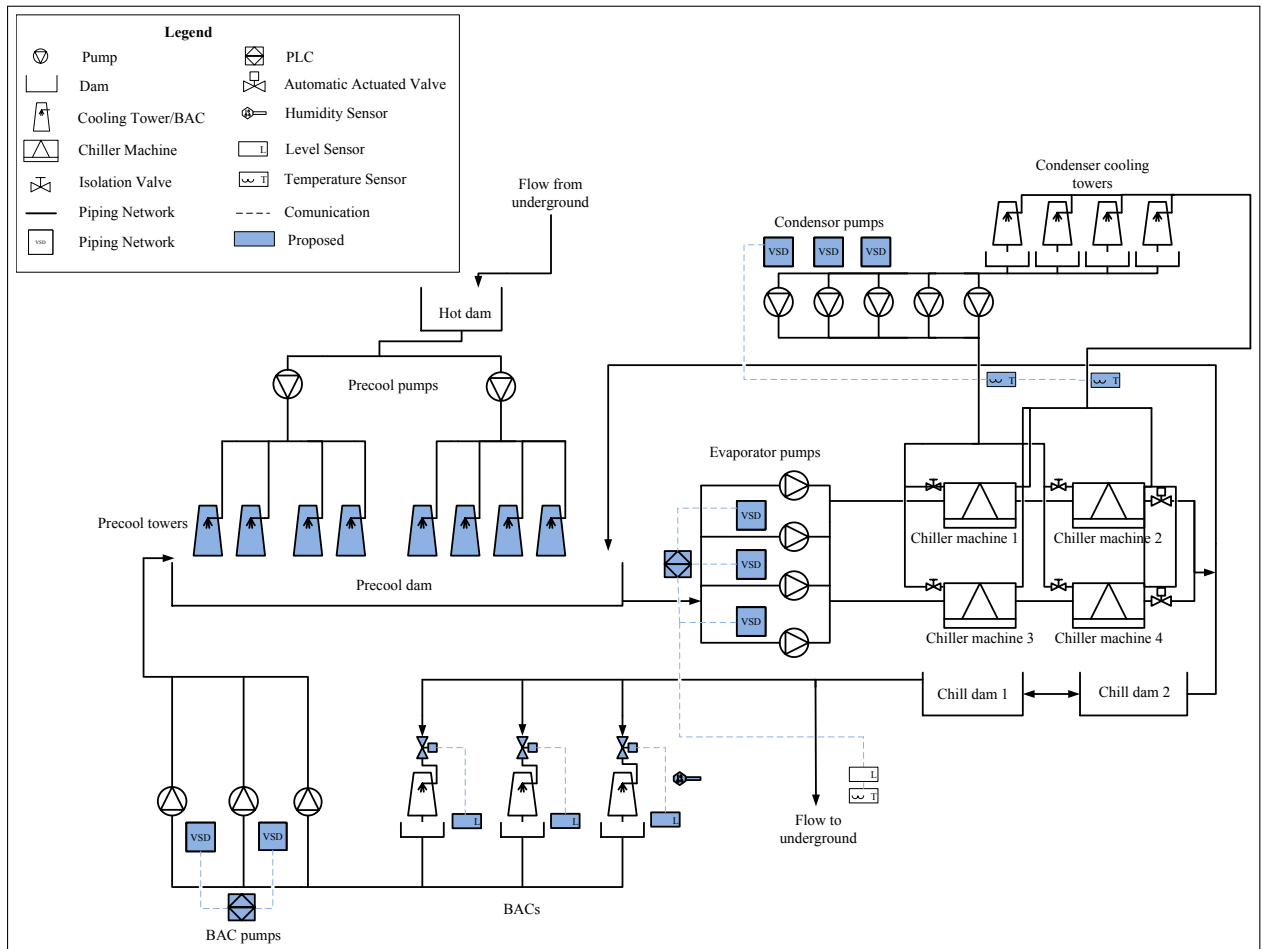 Legend
Pump
Dam
Cooling Tower/BAC
Chiller Machine
Isolation Valve
Piping Network
VSD
Piping Network
PLC
Automatic Actuated Valve
Humidity Sensor
L
Level Sensor
T
Temperature Sensor
Comunication
Proposed
Flow from
underground
Hot dam
Precool pumps
Precool towers
Precool dam
Condensor pumps
VSD
VSD
VSD
Condenser cooling
towers
T
T
Evaporator pumps
VSD
VSD
VSD
Chiller machine 1
Chiller machine 2
Chiller machine 3
Chiller machine 4
Chill dam 1
Chill dam 2
L
T
Flow to
underground
L
L
L
BACs
VSD
VSD
BAC pumps